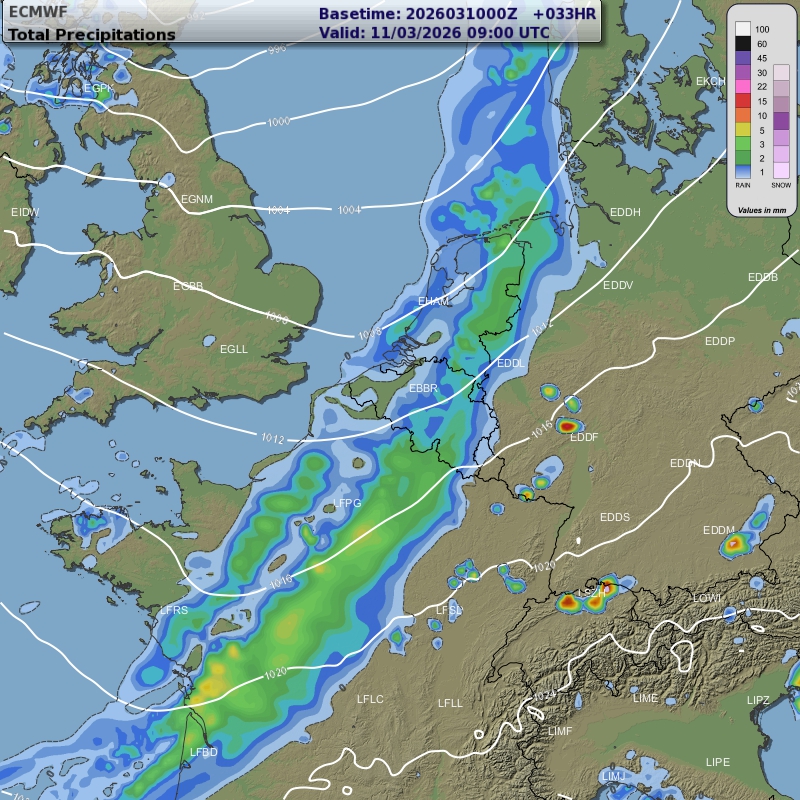 ECMWF
Basetime: 2026031000Z +033HR
Total Precipitations
Valid: 11/03/2026 09:00 UTC
996
EGPK
EKCH
1000
100
60
45
30
22
15
10
5
3
2
1
RAIN
SNOW
Values in mm
EGNM
EIDW
1004
1004
EDDH
EGBB
EDDV
EDDB
EHAM
1008
1008
1012
EDDP
EGLL
EDDL
EBBR
1012
1016
EDDF
EDDN
LFPG
EDDS
EDDM
1016
1020
LFRS
LFSL
LSZH
LOWI
1020
LFLC
LFLL
1024
LIME
LIPZ
LIMF
LFBD
LIPE
LIMJ